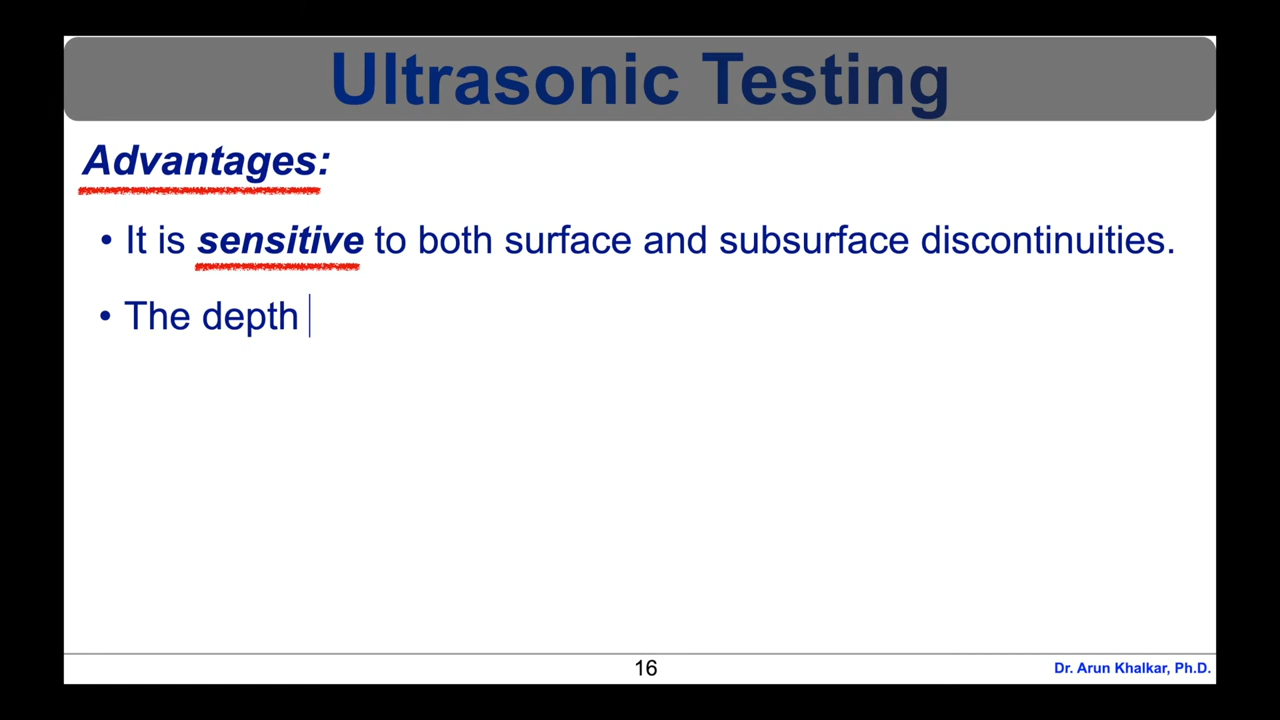 Ultrasonic Testing
Advantages:
• It is sensitive to both surface and subsurface discontinuities.
• The depth
16
Dr. Arun Khalkar, Ph.D.